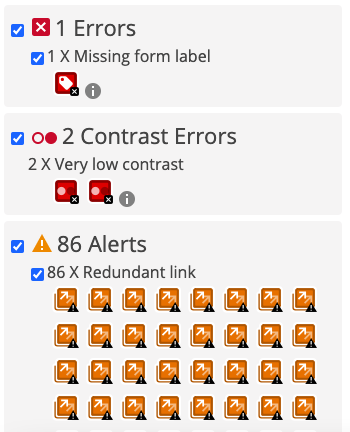 1 Errors
1 X Missing form label
2 Contrast Errors
2 X Very low contrast
86 Alerts
86 X Redundant link